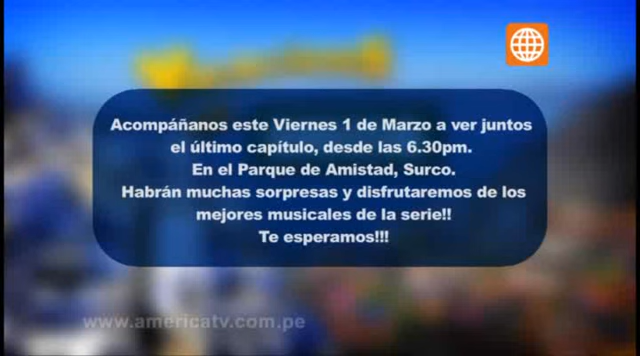 Acompáñanos este Viernes 1 de Marzo a ver juntos
el último capítulo, desde las 6.30pm.
En el Parque de Amistad, Surco.
Habrán muchas sorpresas y disfrutaremos de los
mejores musicales de la serie!!
Te esperamos!!!
www.americatv.com.pe